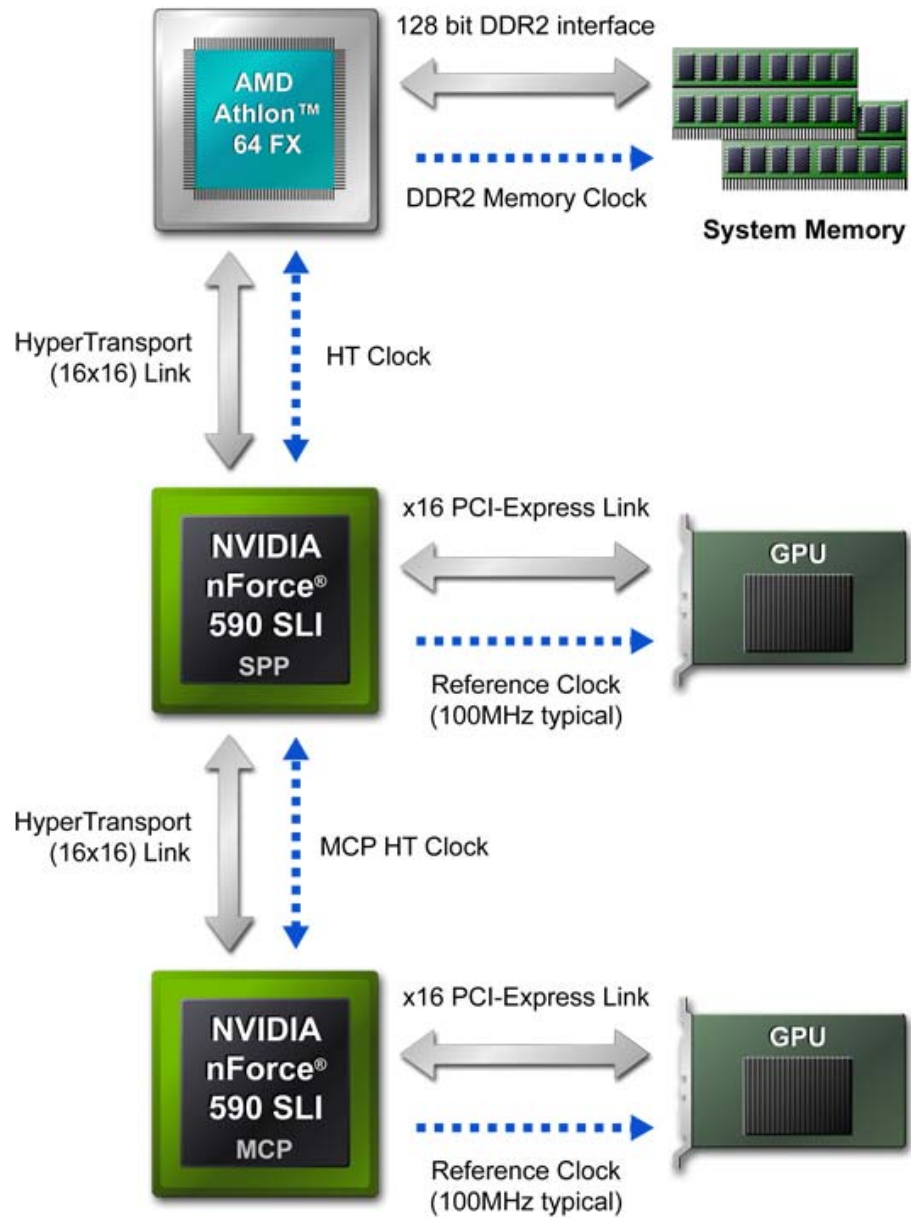 128 bit DDR2 interface
AMD
Athlon™
64 FX
DDR2 Memory Clock
System Memory
HyperTransport
(16x16) Link
HT Clock
NVIDIA
nForce®
590 SLI
SPP
x16 PCI-Express Link
GPU
Reference Clock
(100MHz typical)
HyperTransport
(16x16) Link
MCP HT Clock
NVIDIA
nForce®
590 SLI
MCP
x16 PCI-Express Link
GPU
Reference Clock
(100MHz typical)